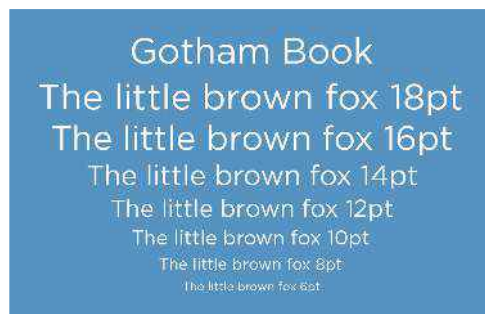 Gotham Book
The little brown fox 18pt
The little brown fox 16pt
The little brown fox 14pt
The little brown fox 12pt
The little brown fox 10pt
The little brown fox 8pt
The little brown fox 6pt